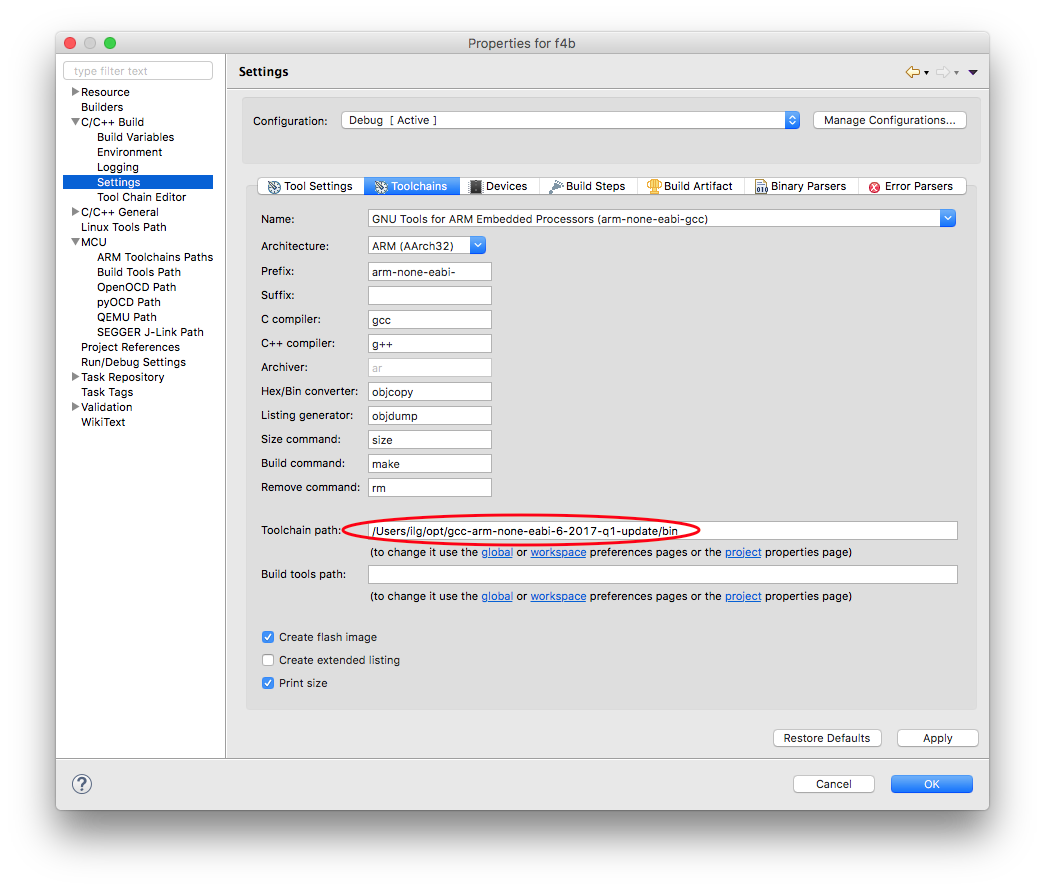 Properties for f4b
type filter text
Resource
Builders
C/C++ Build
Build Variables
Environment
Logging
Settings
Tool Chain Editor
C/C++ General
Linux Tools Path
MCU
ARM Toolchains Paths
Build Tools Path
OpenOCD Path
pyOCD Path
QEMU Path
SEGGER J-Link Path
Project References
Run/Debug Settings
Task Repository
Task Tags
Validation
WikiText
Settings
Configuration: Debug [ Active ] Manage Configurations...
Tool Settings Toolchains Devices Build Steps Build Artifact Binary Parsers Error Parsers
Name: GNU Tools for ARM Embedded Processors (arm-none-eabi-gcc)
Architecture: ARM (AArch32)
Prefix: arm-none-eabi-
Suffix:
C compiler: gcc
C++ compiler: g++
Archiver: ar
Hex/Bin converter: objcopy
Listing generator: objdump
Size command: size
Build command: make
Remove command: rm
Toolchain path: /Users/ilg/opt/gcc-arm-none-eabi-6-2017-q1-update/bin
(to change it use the global or workspace preferences pages or the project properties page)
Build tools path:
(to change it use the global or workspace preferences pages or the project properties page)
Create flash image
Create extended listing
Print size
Restore Defaults Apply
? Cancel OK